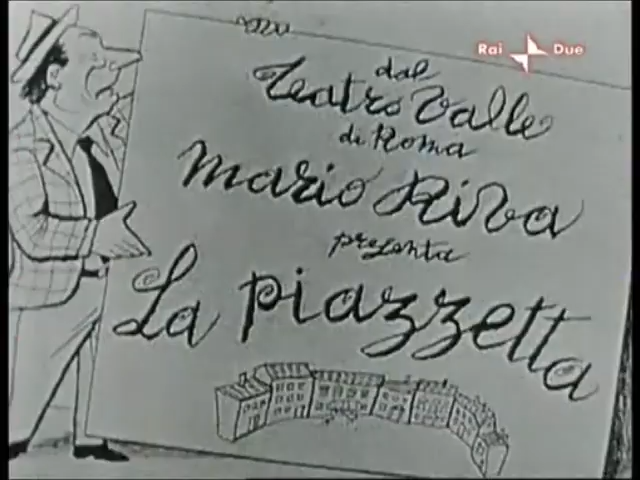 Rai Due
dal
Teatro Valle
di Roma
Mario Riva
presenta
La piazzetta